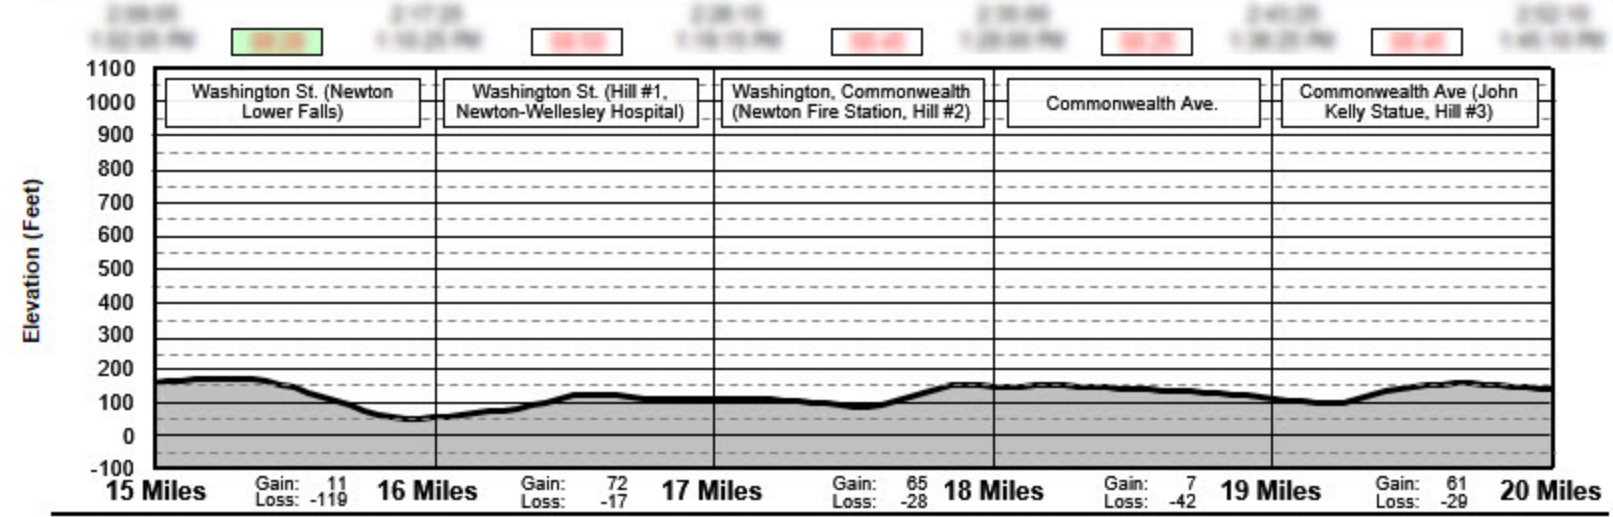 1100
1000
900
800
700
600
500
400
300
200
100
0
-100
Elevation (Feet)
Washington St. (Newton
Lower Falls)
Washington St. (Hill #1,
Newton-Wellesley Hospital)
Washington, Commonwealth
(Newton Fire Station, Hill #2)
Commonwealth Ave.
Commonwealth Ave (John
Kelly Statue, Hill #3)
15 Miles
Gain: 11
Loss: -119
16 Miles
Gain: 72
Loss: -17
17 Miles
Gain: 65
Loss: -28
18 Miles
Gain: 7
Loss: -42
19 Miles
Gain: 61
Loss: -29
20 Miles